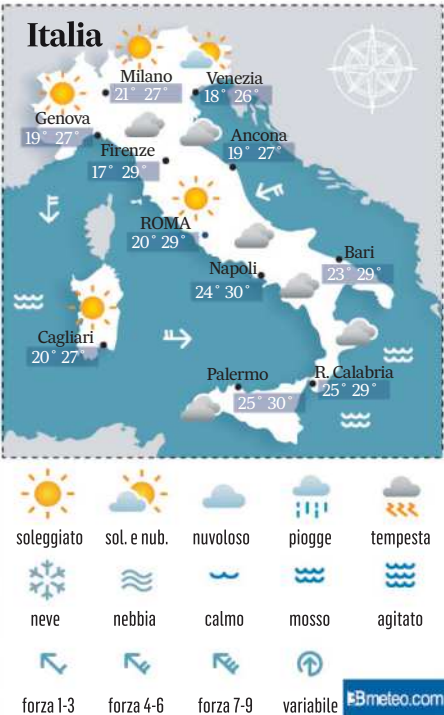 Italia
Milano
21° 27°
Venezia
18° 26°
Genova
19° 27°
Ancona
19° 27°
Firenze
17° 29°
ROMA
20° 29°
Bari
23° 29°
Napoli
24° 30°
Cagliari
20° 27°
Palermo
25° 30°
R. Calabria
25° 29°
soleggiato sol. e nub. nuvoloso piogge tempesta
neve nebbia calmo mosso agitato
forza 1-3 forza 4-6 forza 7-9 variabile
3Bmeteo.com